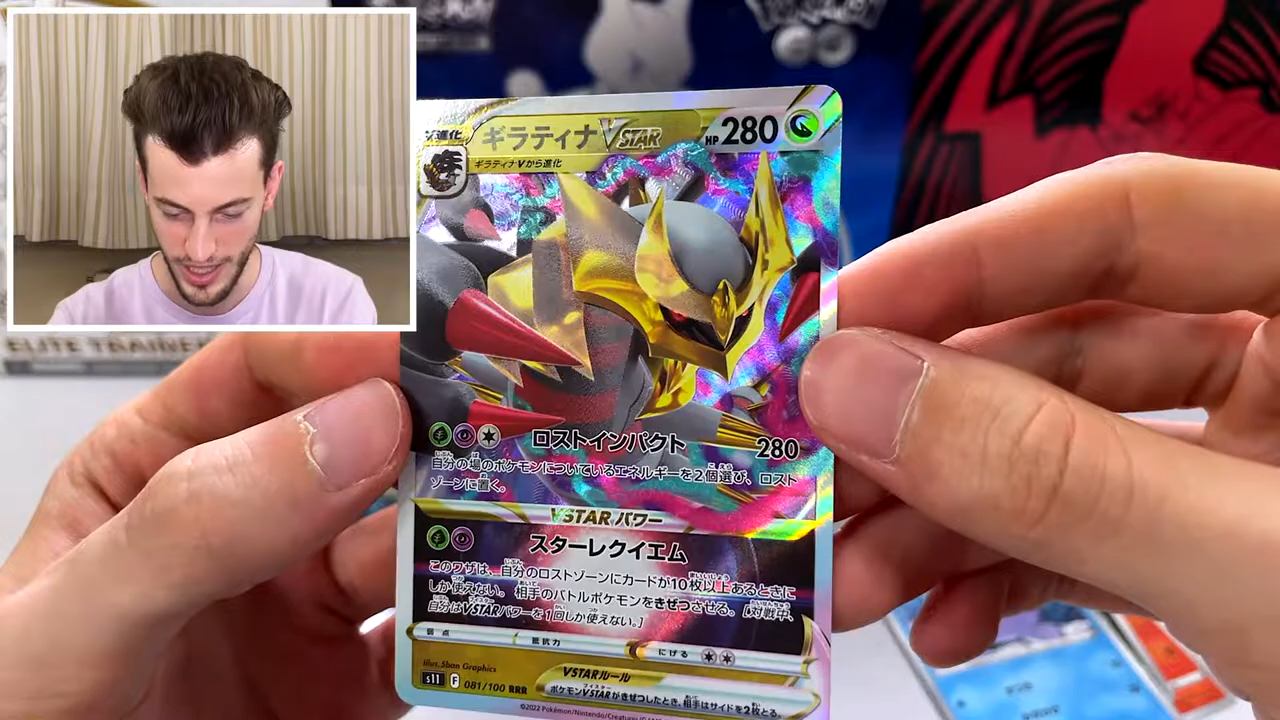 V進化
ギラティナVSTAR
HP 280
ギラティナVから進化
ロストインパクト 280
自分の場のポケモンについているエネルギーを2個選び、ロスト
ゾーンに置く。
VSTARパワー
スターレクイエム
このワザは、自分のロストゾーンにカードが10枚以上あるときに
しか使えない。相手のバトルポケモンをきぜつさせる。[対戦中、
自分はVSTARパワーを1回しか使えない。]
弱点 抵抗力 にげる
Illus. 5ban Graphics
VSTARルール
s11 F 081/100 RRR
ポケモンVSTARがきぜつしたとき、相手はサイドを2枚とる。
©2022 Pokémon/Nintendo/Creatures/GAME
ELITE TRAINER
GO